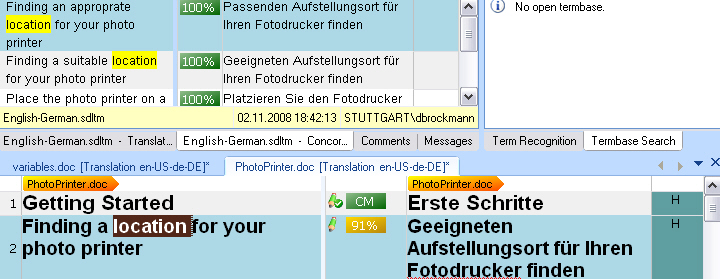 Finding an approprate
location for your photo
printer
100%
Passenden Aufstellungsort für
Ihren Fotodrucker finden
No open termbase.
Finding a suitable location
for your photo printer
100%
Geeigneten Aufstellungsort für
Ihren Fotodrucker finden
Place the photo printer on a
100%
Platzieren Sie den Fotodrucker
English-German.sdltm 02.11.2008 18:42:13 STUTTGART\dbrockmann
English-German.sdltm - Translat... English-German.sdltm - Concor... Comments Messages Term Recognition Termbase Search
variables.doc [Translation en-US-de-DE]* PhotoPrinter.doc [Translation en-US-de-DE]*
PhotoPrinter.doc PhotoPrinter.doc
1 Getting Started CM Erste Schritte H
2 Finding a location for your
photo printer
91%
Geeigneten
Aufstellungsort für Ihren
Fotodrucker finden
H